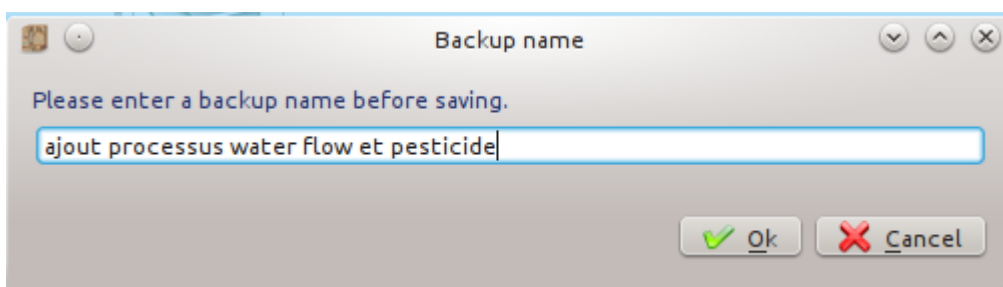 Backup name
Please enter a backup name before saving.
ajout processus water flow et pesticide
Ok Cancel